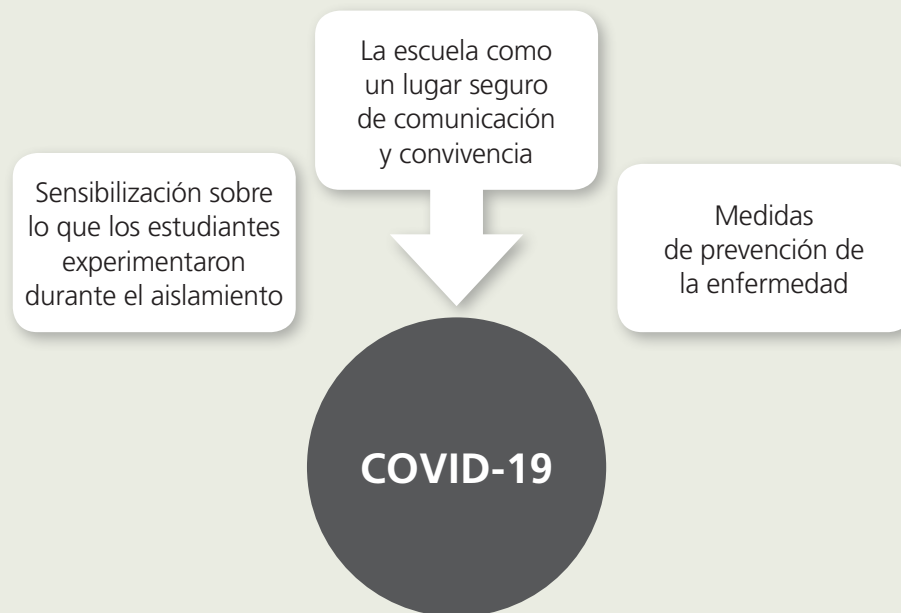 La escuela como
un lugar seguro
de comunicación
y convivencia
Sensibilización sobre
lo que los estudiantes
experimentaron
durante el aislamiento
Medidas
de prevención de
la enfermedad
COVID-19